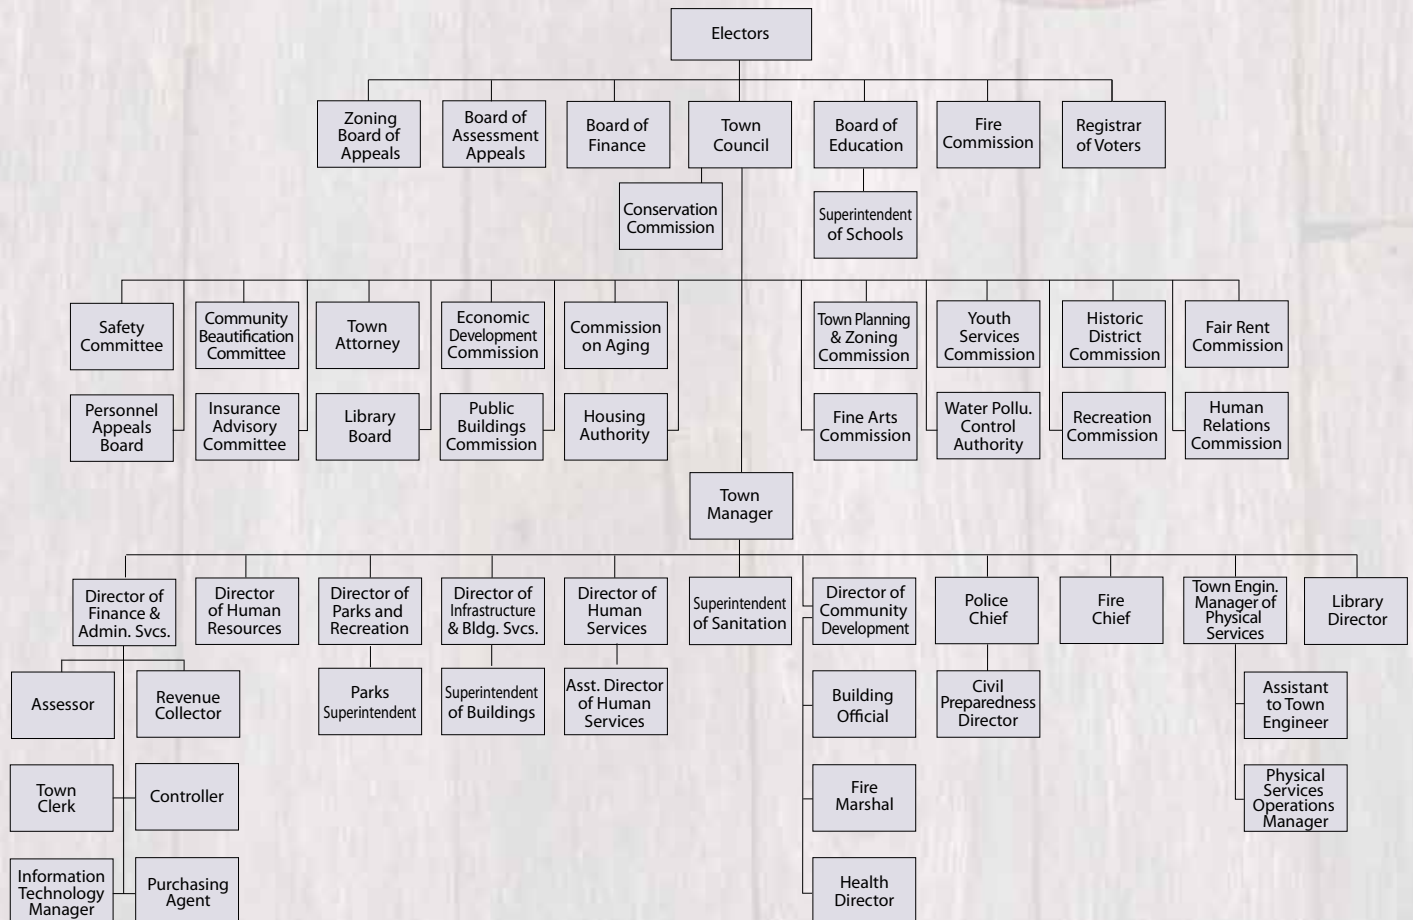 Electors
Zoning
Board of
Appeals
Board of
Assessment
Appeals
Board of
Finance
Town
Council
Board of
Education
Fire
Commission
Registrar
of Voters
Conservation
Commission
Superintendent
of Schools
Safety
Committee
Community
Beautification
Committee
Town
Attorney
Economic
Development
Commission
Commission
on Aging
Town Planning
& Zoning
Commission
Youth
Services
Commission
Historic
District
Commission
Fair Rent
Commission
Personnel
Appeals
Board
Insurance
Advisory
Committee
Library
Board
Public
Buildings
Commission
Housing
Authority
Fine Arts
Commission
Water Pollu.
Control
Authority
Recreation
Commission
Human
Relations
Commission
Town
Manager
Director of
Finance &
Admin. Svcs.
Director
of Human
Resources
Director of
Parks and
Recreation
Director of
Infrastructure
& Bldg. Svcs.
Director of
Human
Services
Superintendent
of Sanitation
Director of
Community
Development
Police
Chief
Fire
Chief
Town Engin.
Manager of
Physical
Services
Library
Director
Assessor
Revenue
Collector
Parks
Superintendent
Superintendent
of Buildings
Asst. Director
of Human
Services
Building
Official
Civil
Preparedness
Director
Assistant
to Town
Engineer
Town
Clerk
Controller
Fire
Marshal
Physical
Services
Operations
Manager
Information
Technology
Manager
Purchasing
Agent
Health
Director